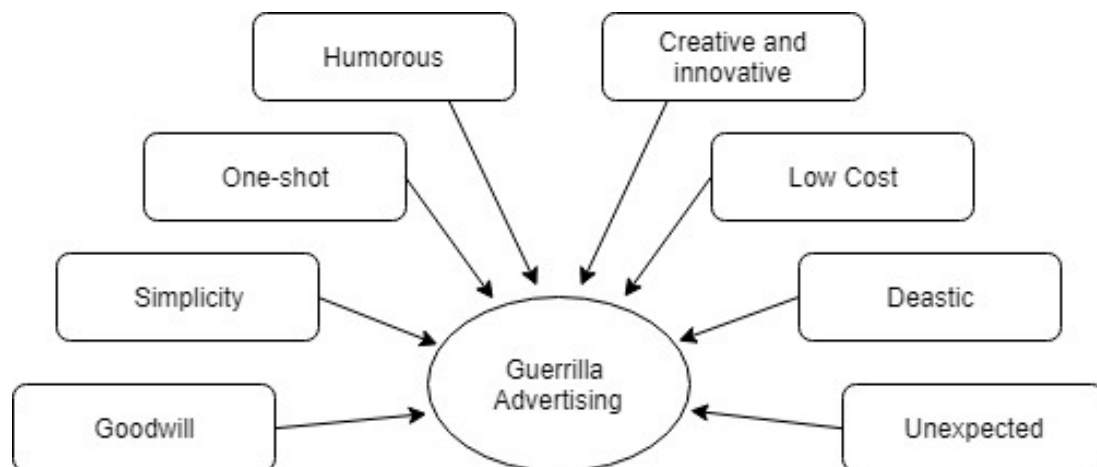 Humorous
Creative and
innovative
One-shot
Low Cost
Simplicity
Deastic
Guerrilla
Advertising
Goodwill
Unexpected